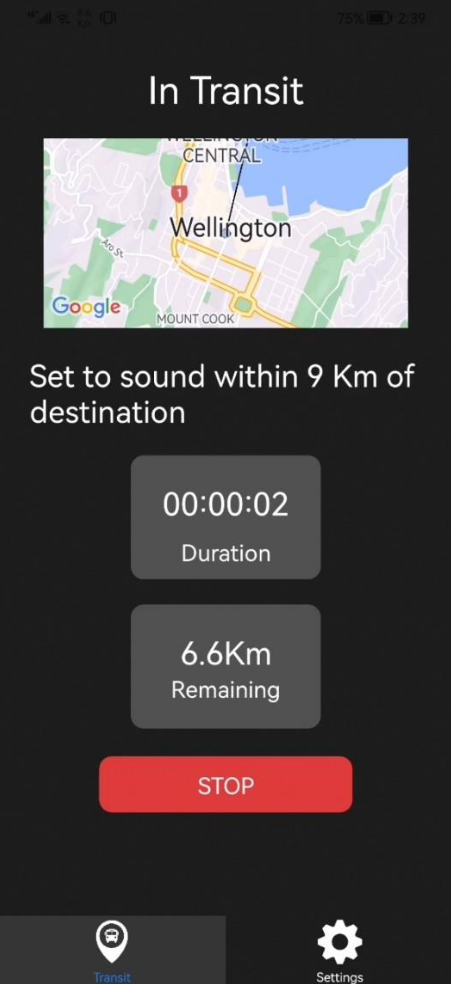 75% 2:39
In Transit
WELLINGTON
CENTRAL
1
Wellington
Aro St.
Google
MOUNT COOK
Set to sound within 9 Km of
destination
00:00:02
Duration
6.6Km
Remaining
STOP
Transit
Settings